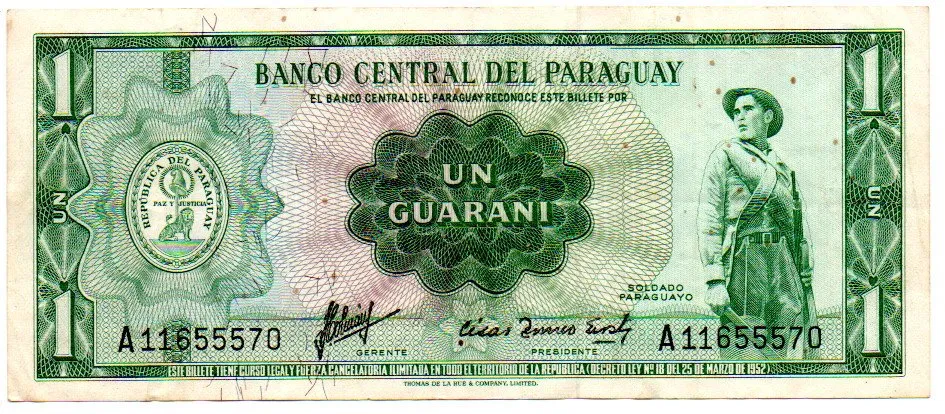 1
1
BANCO CENTRAL DEL PARAGUAY
EL BANCO CENTRAL DEL PARAGUAY RECONOCE ESTE BILLETE POR
REPÚBLICA DEL PARAGUAY
PAZ Y JUSTICIA
UN
GUARANI
UN
UN
SOLDADO
PARAGUAYO
1
1
A11655570
A11655570
GERENTE
PRESIDENTE
ESTE BILLETE TIENE CURSO LEGAL Y FUERZA CANCELATORIA ILIMITADA EN TODO EL TERRITORIO DE LA REPUBLICA (DECRETO LEY Nº 18 DEL 25 DE MARZO DE 1952)
THOMAS DE LA RUE & COMPANY, LIMITED.